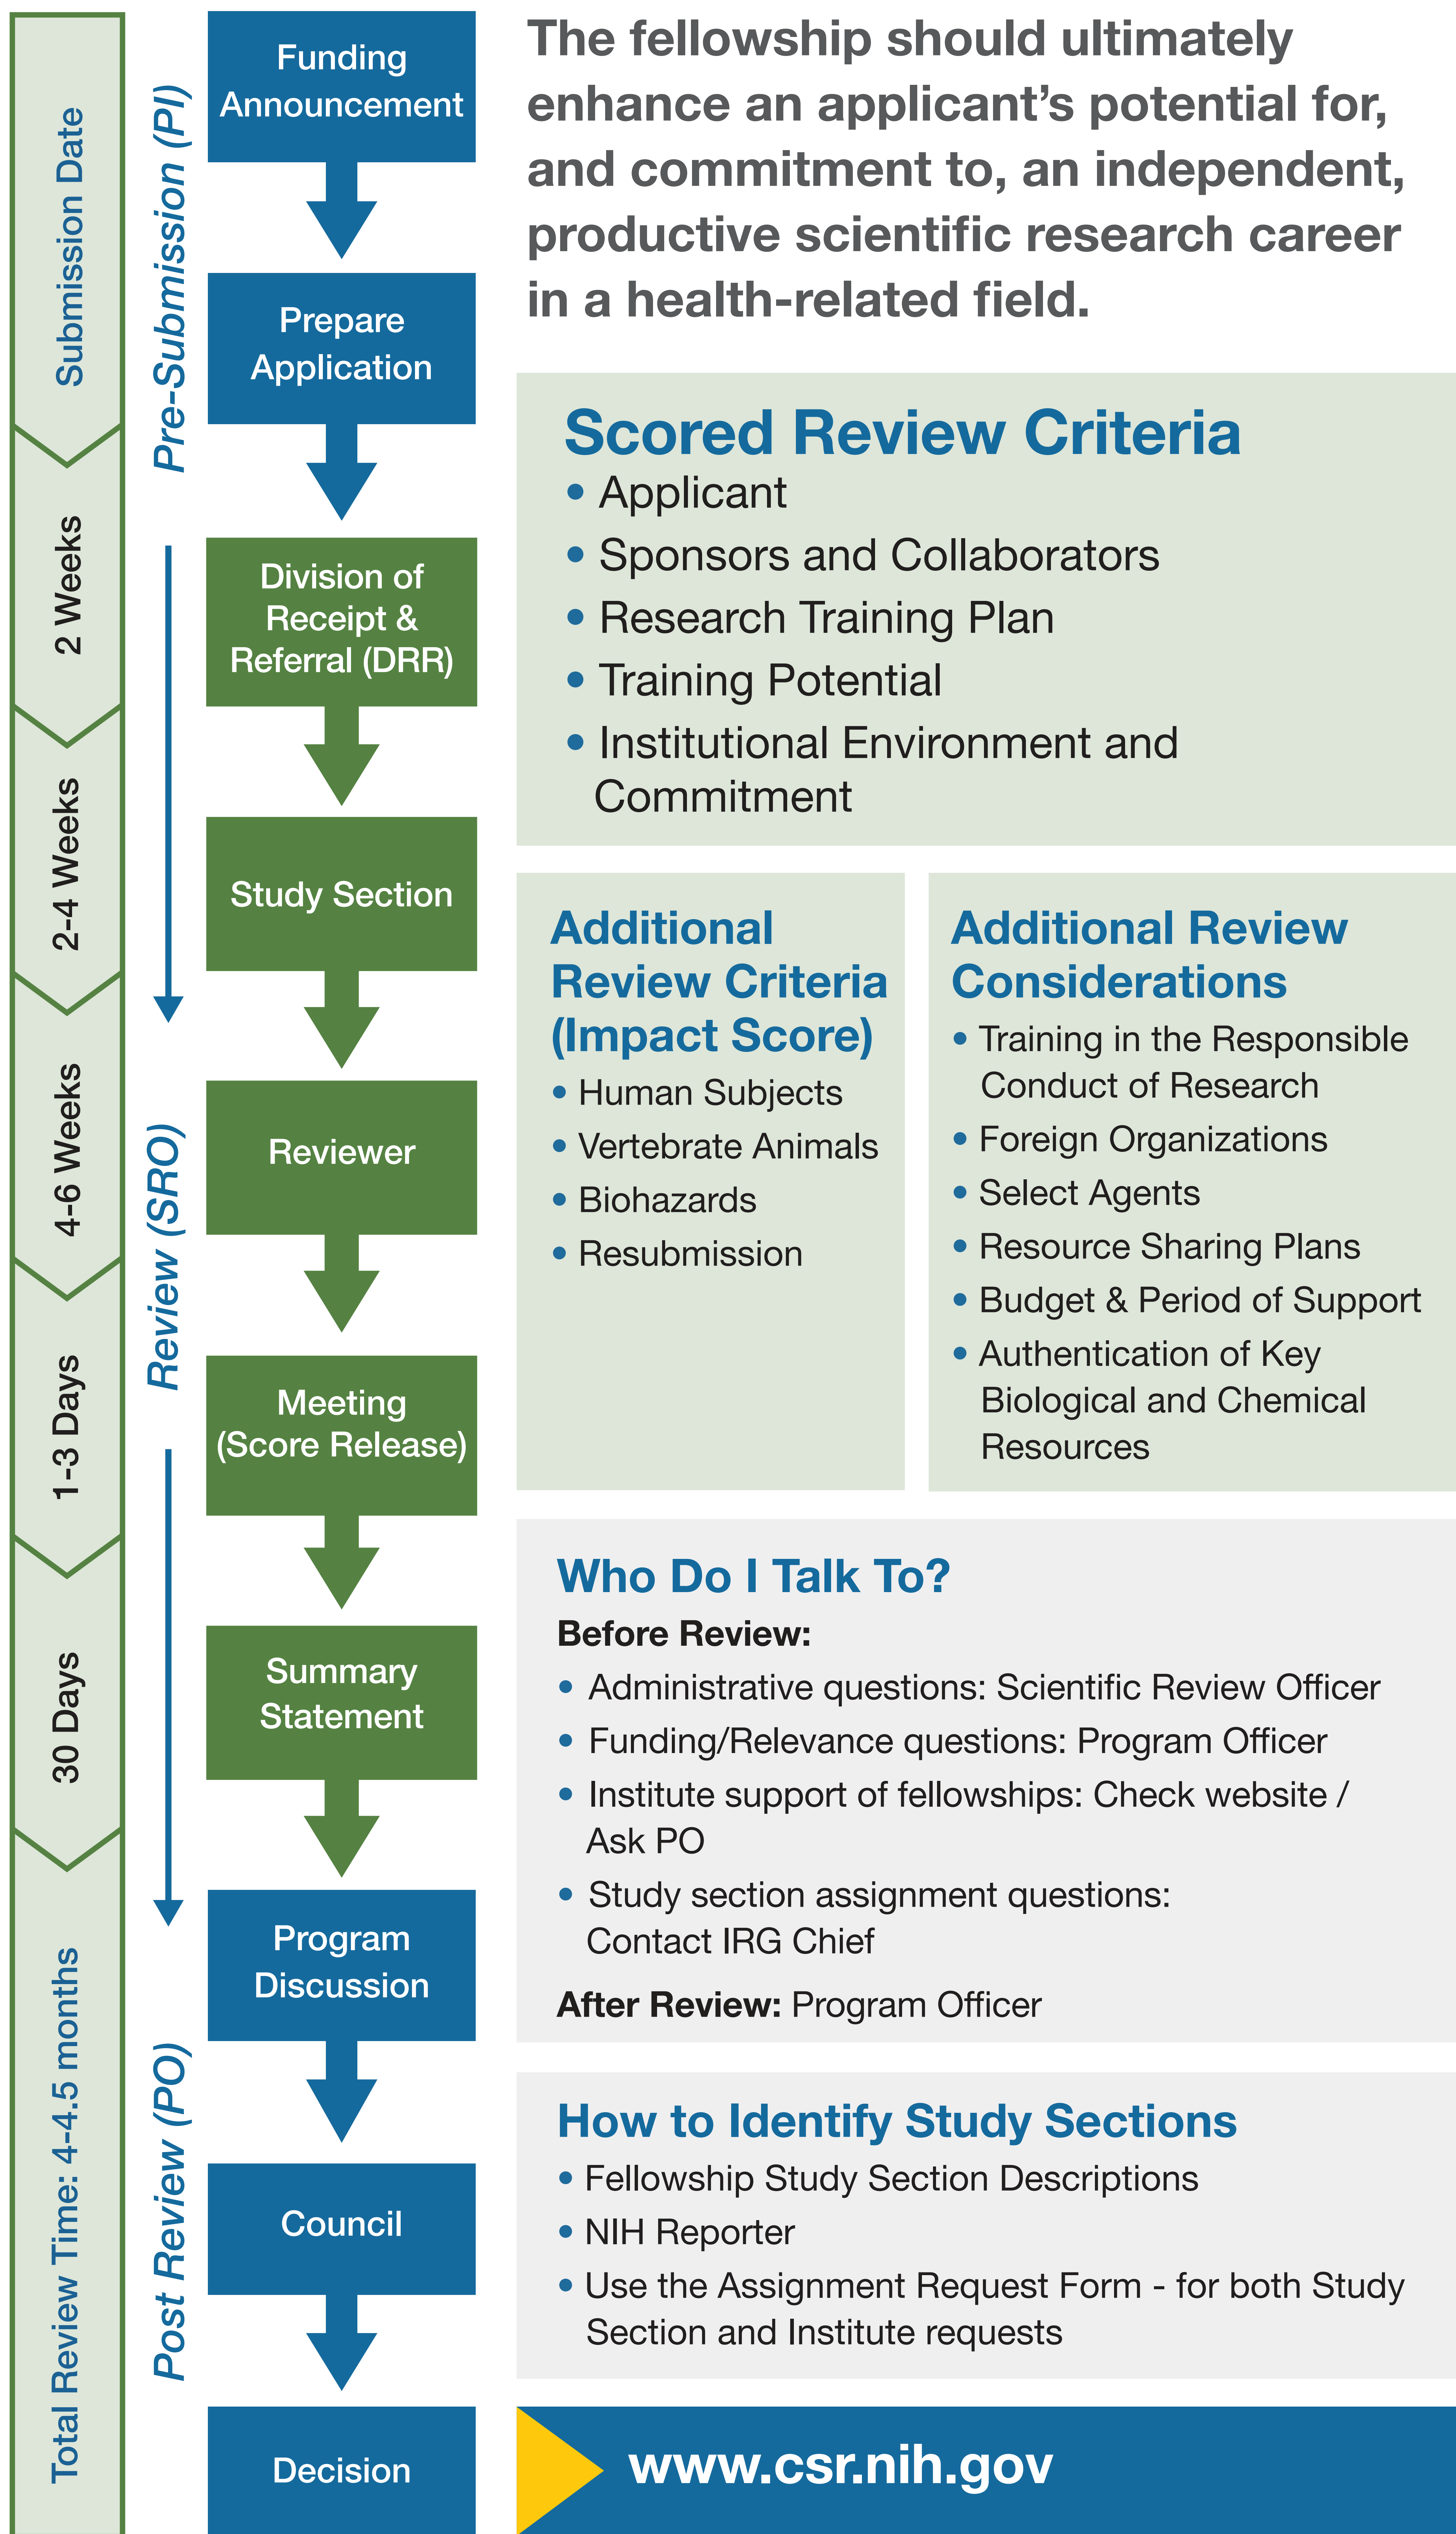 Submission Date
2 Weeks
2-4 Weeks
4-6 Weeks
1-3 Days
30 Days
Total Review Time: 4-4.5 months
Pre-Submission (PI)
Review (SRO)
Post Review (PO)
Funding
Announcement
Prepare
Application
Division of
Receipt &
Referral (DRR)
Study Section
Reviewer
Meeting
(Score Release)
Summary
Statement
Program
Discussion
Council
Decision
The fellowship should ultimately
enhance an applicant’s potential for,
and commitment to, an independent,
productive scientific research career
in a health-related field.
Scored Review Criteria
• Applicant
• Sponsors and Collaborators
• Research Training Plan
• Training Potential
• Institutional Environment and
Commitment
Additional
Review Criteria
(Impact Score)
• Human Subjects
• Vertebrate Animals
• Biohazards
• Resubmission
Additional Review
Considerations
• Training in the Responsible
Conduct of Research
• Foreign Organizations
• Select Agents
• Resource Sharing Plans
• Budget & Period of Support
• Authentication of Key
Biological and Chemical
Resources
Who Do I Talk To?
Before Review:
• Administrative questions: Scientific Review Officer
• Funding/Relevance questions: Program Officer
• Institute support of fellowships: Check website /
Ask PO
• Study section assignment questions:
Contact IRG Chief
After Review: Program Officer
How to Identify Study Sections
• Fellowship Study Section Descriptions
• NIH Reporter
• Use the Assignment Request Form - for both Study
Section and Institute requests
www.csr.nih.gov